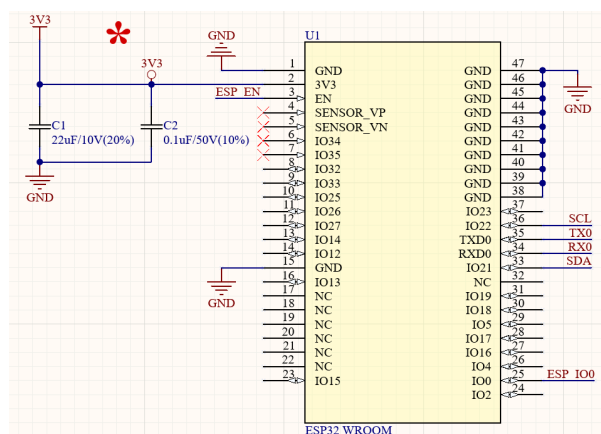 3V3
*
GND
U1
3V3
1 GND GND 47
2 3V3 GND 46
ESP_EN 3 EN GND 45
4 SENSOR_VP GND 44
C1 C2 5 SENSOR_VN GND 43
22uF/10V(20%) 0.1uF/50V(10%) 6 IO34 GND 42
7 IO35 GND 41
8 IO32 GND 40
9 IO33 GND 39
10 IO25 GND 38
11 IO26 IO23 37
12 IO27 IO22 36 SCL
13 IO14 TXD0 35 TX0
14 IO12 RXD0 34 RX0
15 GND IO21 33 SDA
16 IO13 NC 32
17 NC IO19 31
18 NC IO18 30
19 NC IO5 29
20 NC IO17 28
21 NC IO16 27
22 NC IO4 26
23 IO15 IO0 25 ESP_IO0
IO2 24
GND
GND
GND
ESP32 WROOM